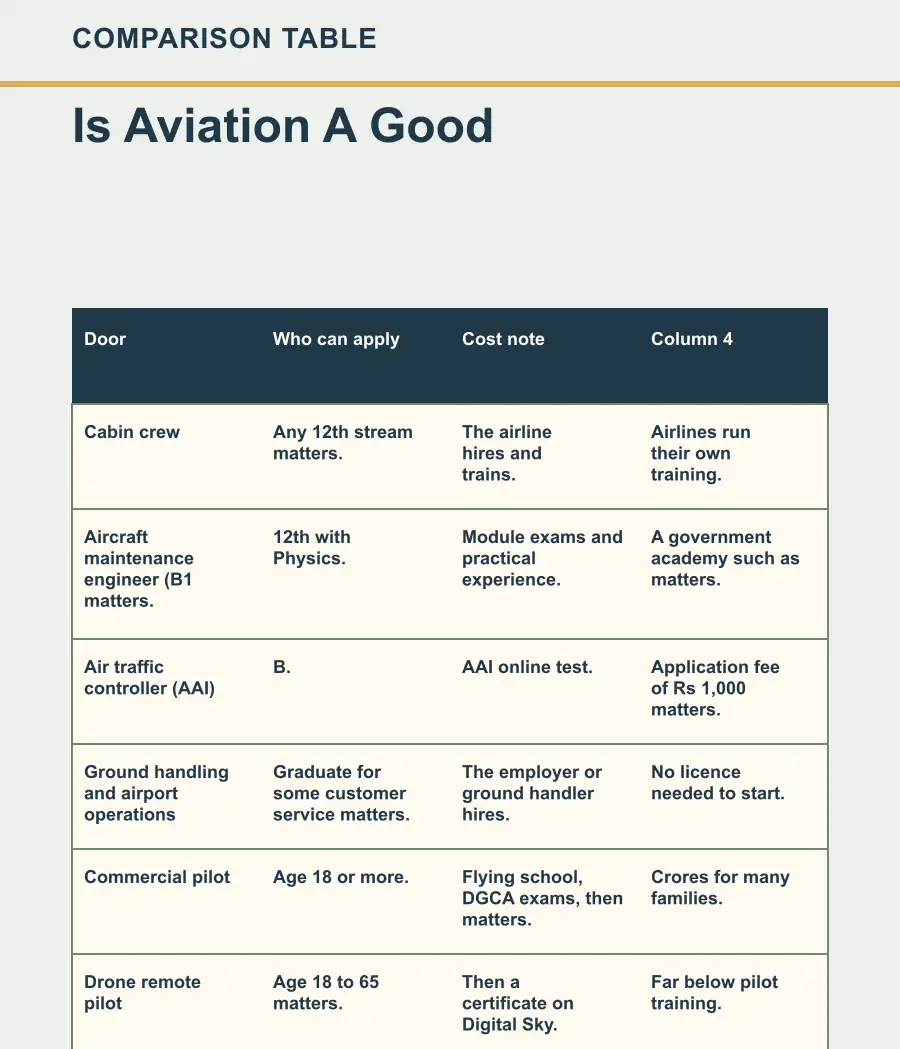 COMPARISON TABLE
Is Aviation A Good
Door
Who can apply
Cost note
Column 4
Cabin crew
Any 12th stream
matters.
The airline
hires and
trains.
Airlines run
their own
training.
Aircraft
maintenance
engineer (B1
matters.
12th with
Physics.
Module exams and
practical
experience.
A government
academy such as
matters.
Air traffic
controller (AAI)
B.
AAI online test.
Application fee
of Rs 1,000
matters.
Ground handling
and airport
operations
Graduate for
some customer
service matters.
The employer or
ground handler
hires.
No licence
needed to start.
Commercial pilot
Age 18 or more.
Flying school,
DGCA exams, then
matters.
Crores for many
families.
Drone remote
pilot
Age 18 to 65
matters.
Then a
certificate on
Digital Sky.
Far below pilot
training.